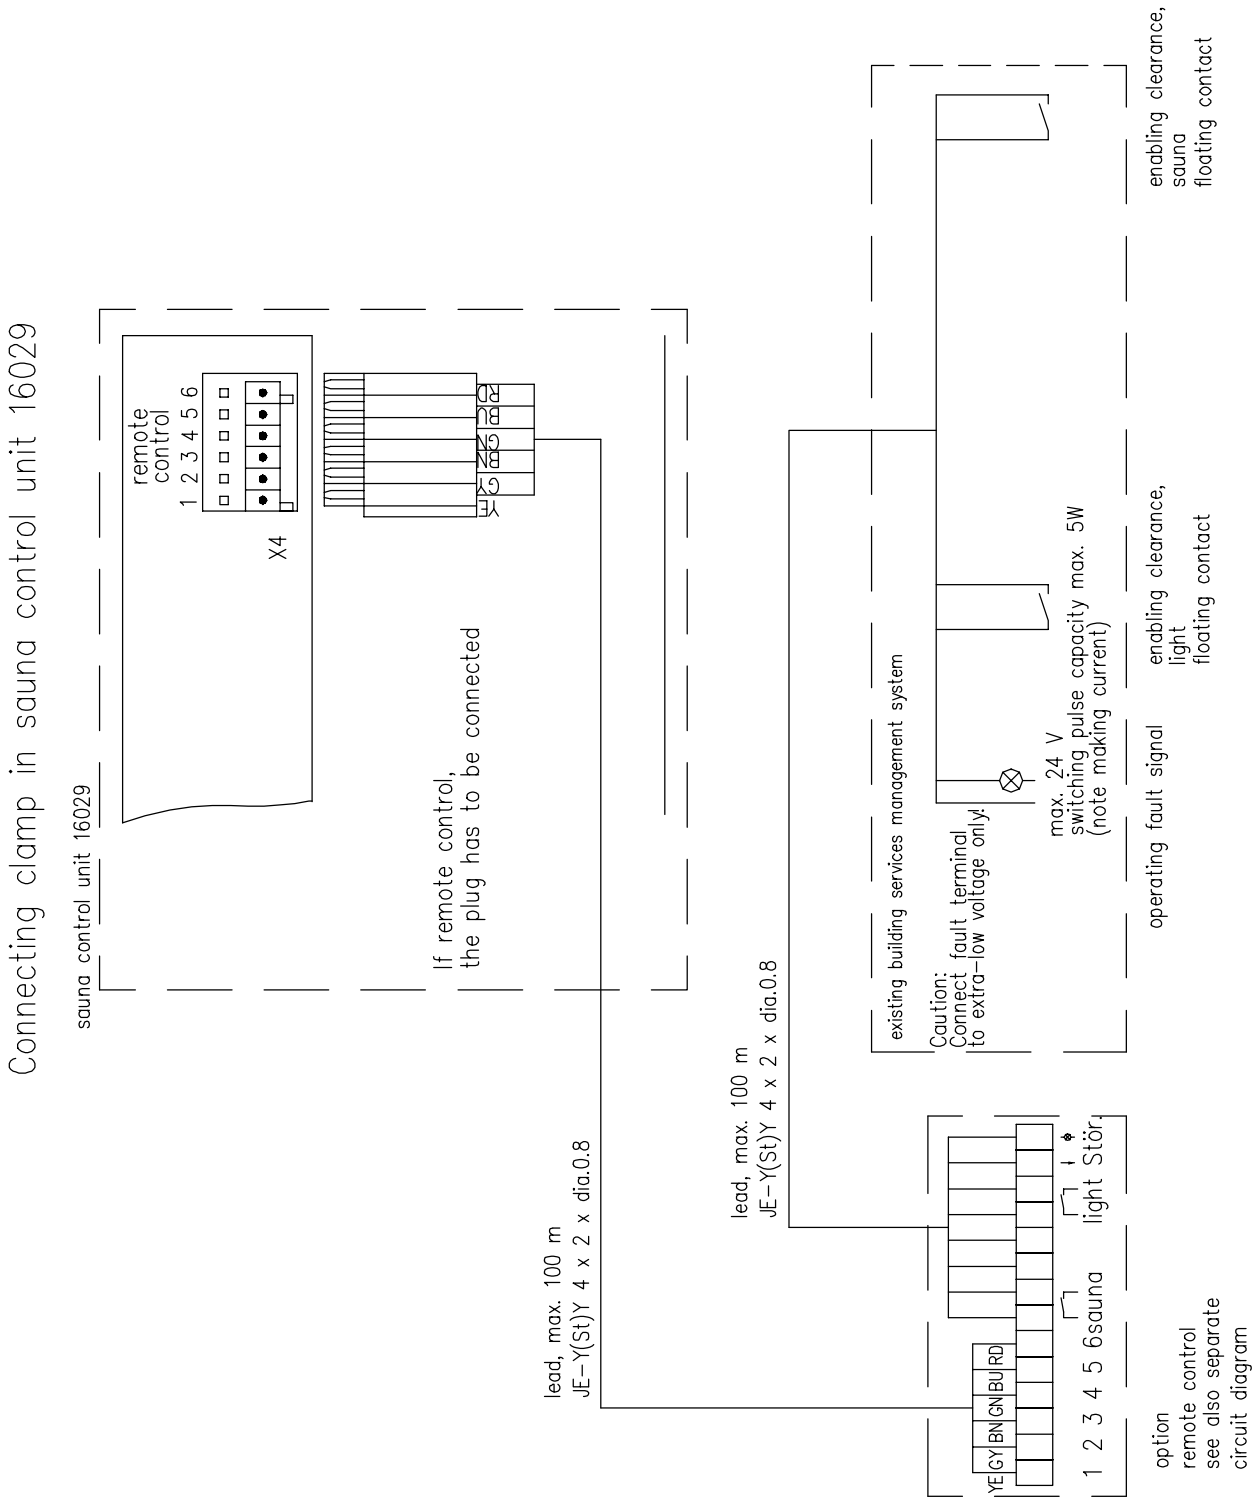 Connecting clamp in sauna control unit 16029
sauna control unit 16029
remote
control
1 2 3 4 5 6
X4
YE GY BN GN BU RD
If remote control,
the plug has to be connected
lead, max. 100 m
JE-Y(St)Y 4 x 2 x dia.0.8
lead, max. 100 m
JE-Y(St)Y 4 x 2 x dia.0.8
existing building services management system
Caution:
Connect fault terminal
to extra-low voltage only!
max. 24 V
switching pulse capacity max. 5W
(note making current)
operating fault signal
enabling clearance,
light
floating contact
enabling clearance,
sauna
floating contact
YE GY BN GN BU RD
1 2 3 4 5 6 sauna light Stör.
option
remote control
see also separate
circuit diagram